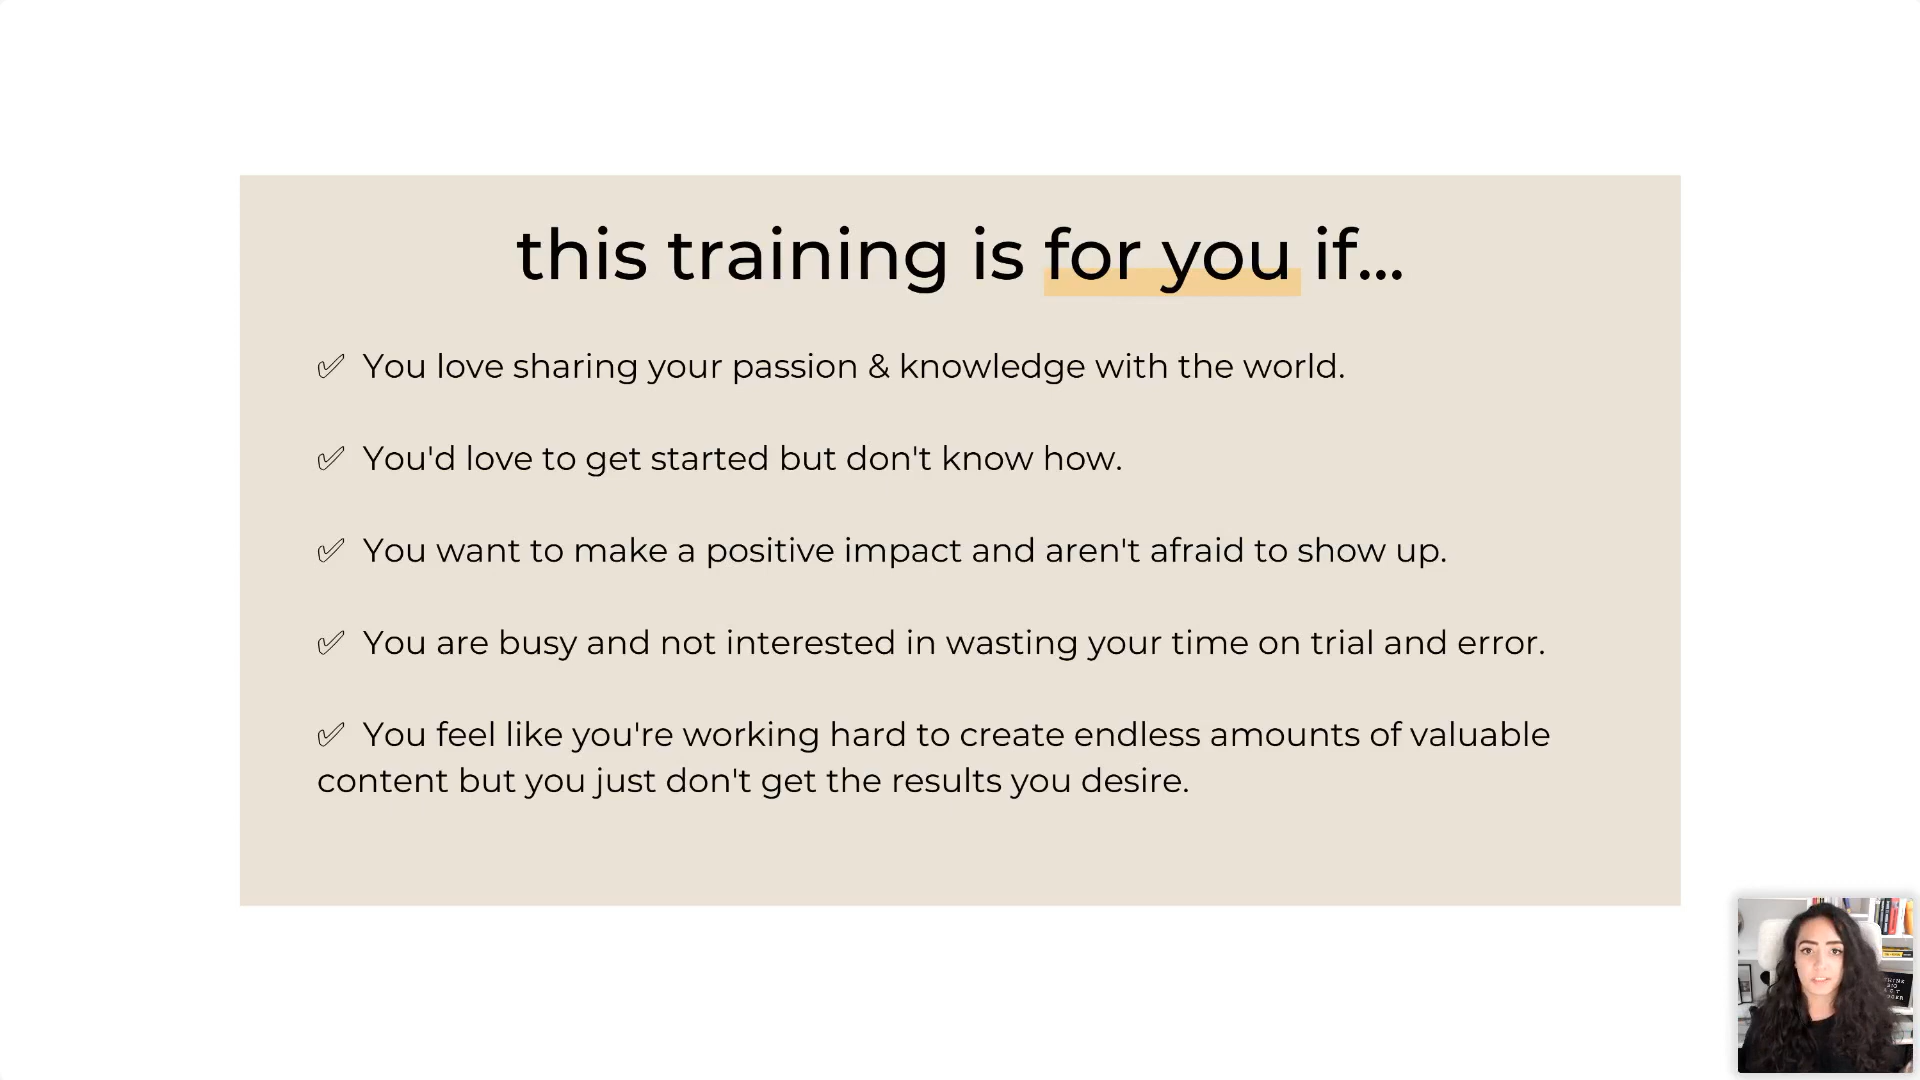 this training is for you if...
✅ You love sharing your passion & knowledge with the world.
✅ You'd love to get started but don't know how.
✅ You want to make a positive impact and aren't afraid to show up.
✅ You are busy and not interested in wasting your time on trial and error.
✅ You feel like you're working hard to create endless amounts of valuable
content but you just don't get the results you desire.